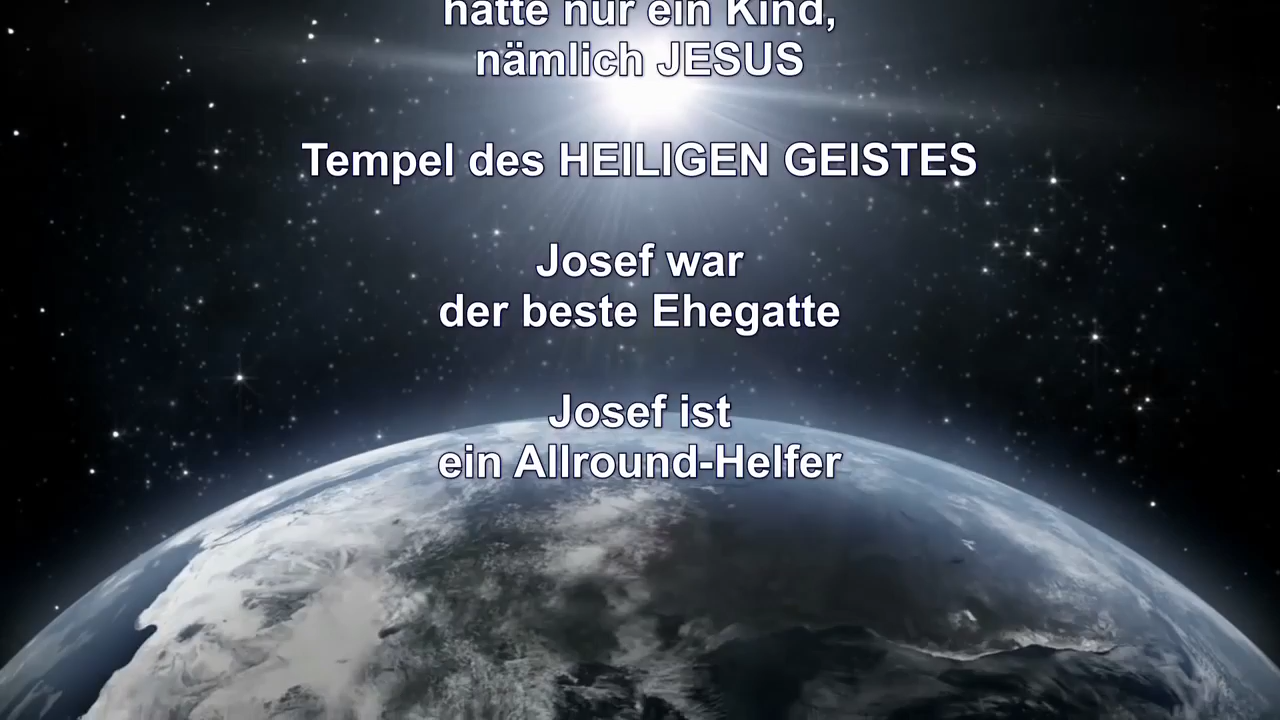 hatte nur ein Kind,
nämlich JESUS
Tempel des HEILIGEN GEISTES
Josef war
der beste Ehegatte
Josef ist
ein Allround-Helfer